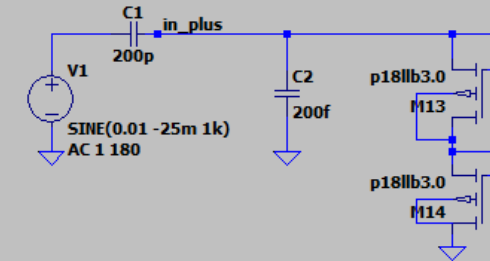 C1
in_plus
200p
V1
C2
200f
SINE(0.01 -25m 1k)
AC 1 180
p18llb3.0
M13
p18llb3.0
M14